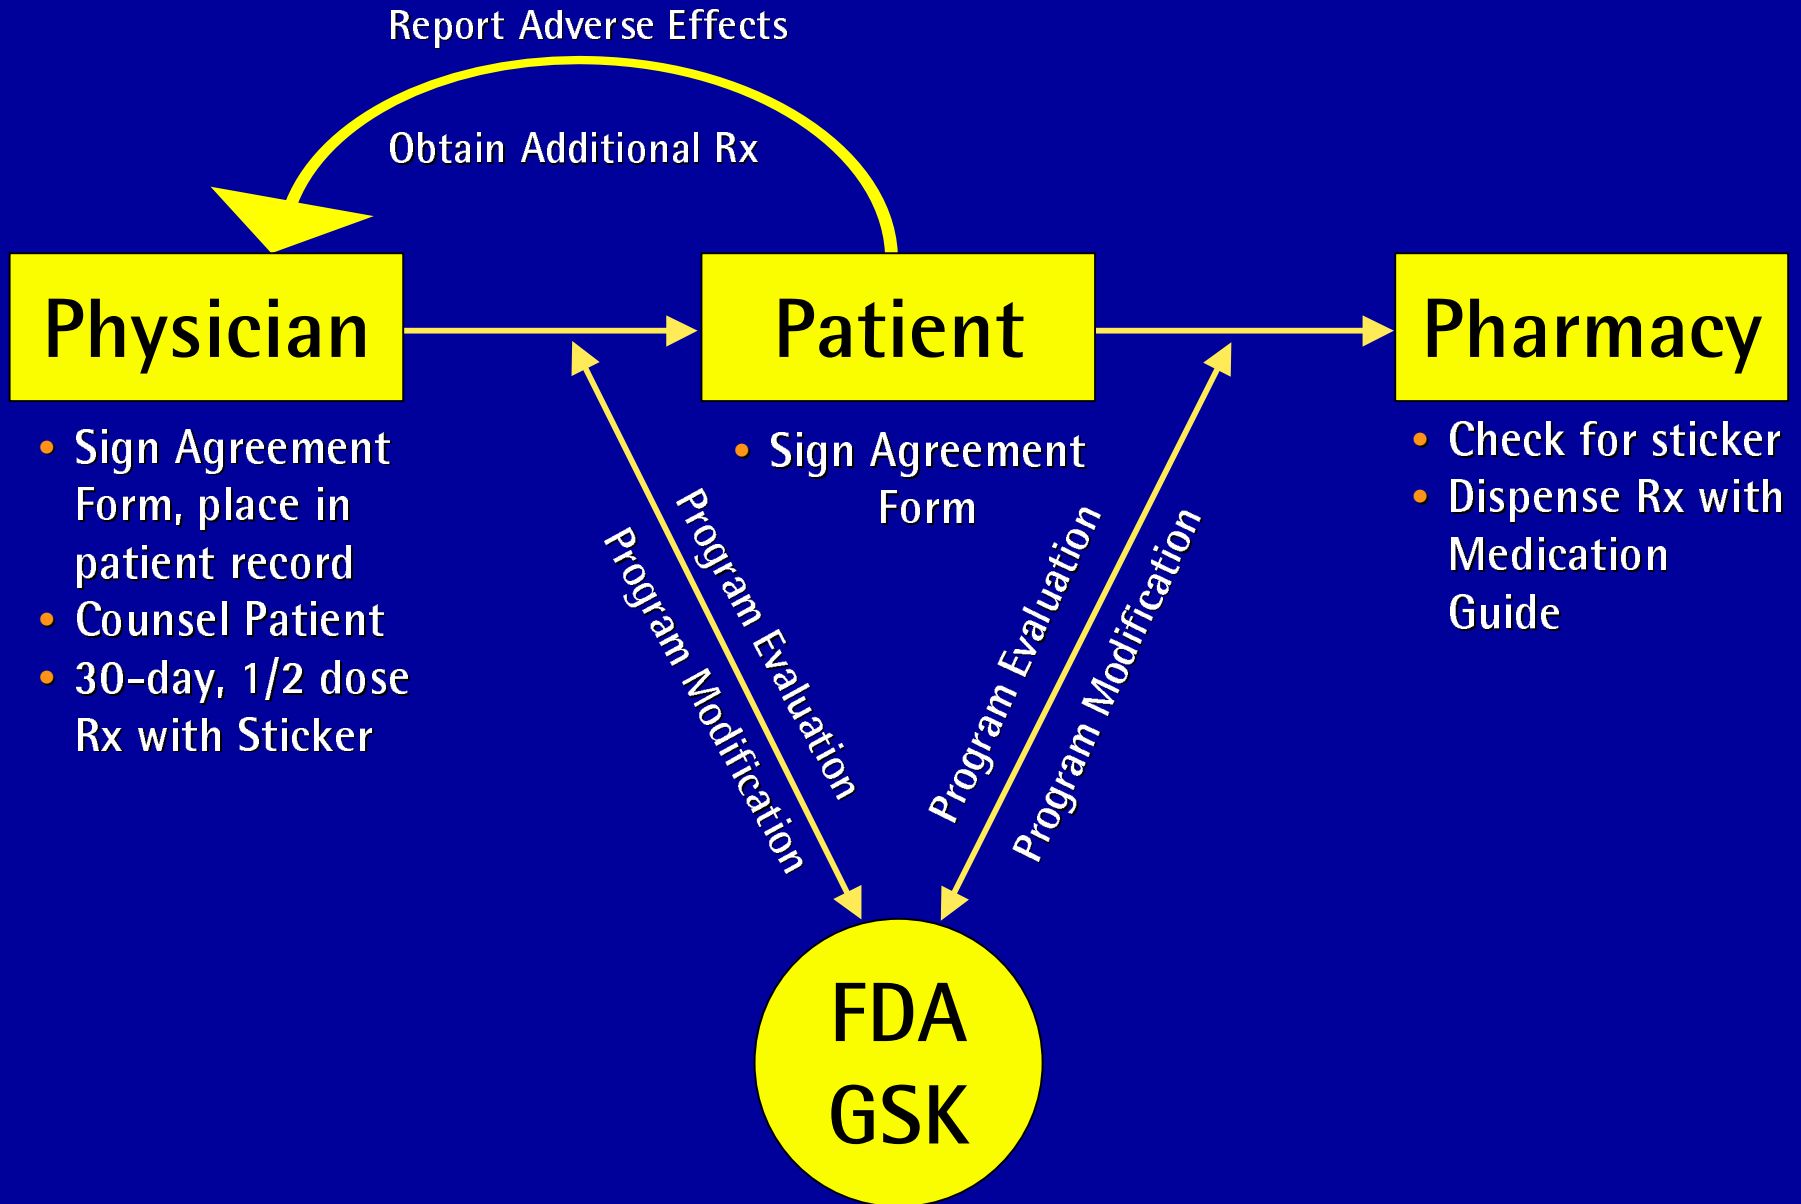 Report Adverse Effects
Obtain Additional Rx
Physician
Patient
Pharmacy
• Sign Agreement
Form, place in
patient record
• Counsel Patient
• 30-day, 1/2 dose
Rx with Sticker
• Sign Agreement
Form
• Check for sticker
• Dispense Rx with
Medication
Guide
Program Evaluation
Program Modification
Program Evaluation
Program Modification
FDA
GSK